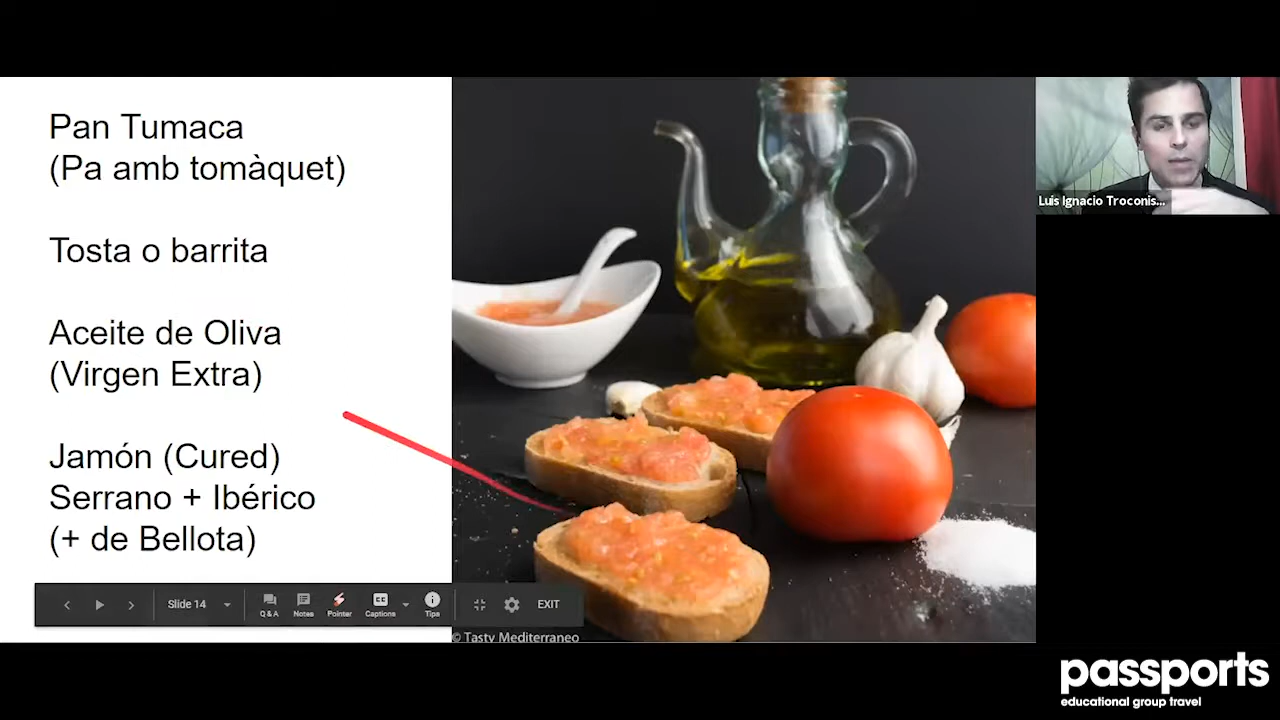 Pan Tumaca
(Pa amb tomàquet)
Tosta o barrita
Aceite de Oliva
(Virgen Extra)
Jamón (Cured)
Serrano + Ibérico
(+ de Bellota)
Slide 14
Q & A
Notes
Pointer
Captions
Tips
EXIT
© Tasty Mediterraneo
Luis Ignacio Troconis...
passports
educational group travel